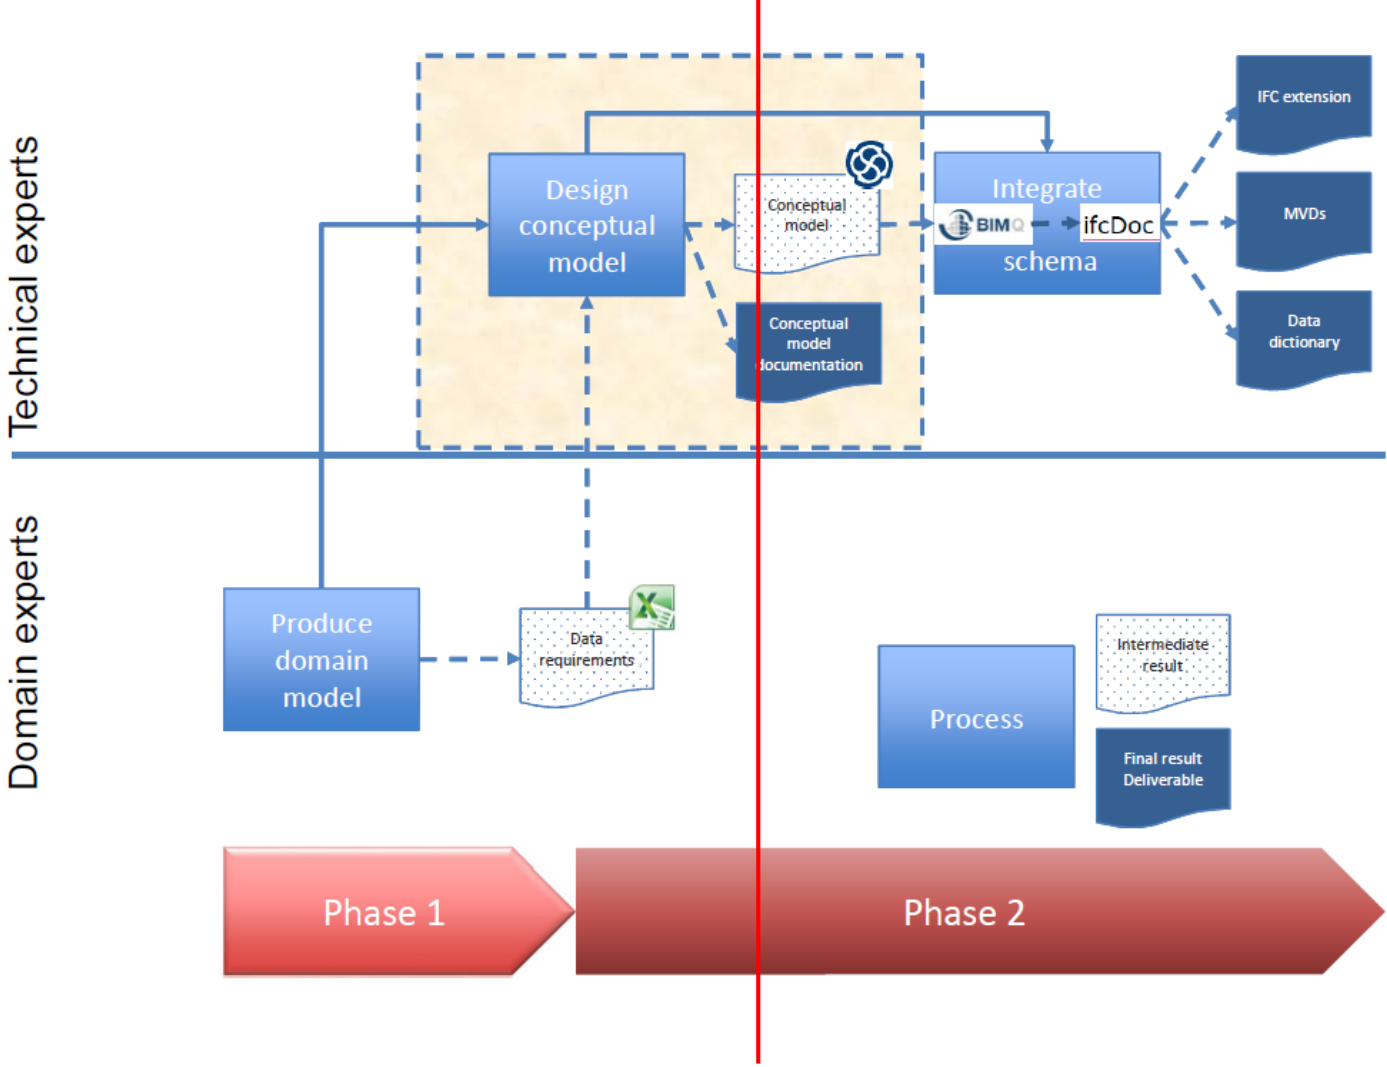 Technical experts
Design
conceptual
model
Conceptual
model
Conceptual
model
documentation
Integrate
BIMQ
ifcDoc
schema
IFC extension
MVDs
Data
dictionary
Domain experts
Produce
domain
model
Data
requirements
Process
Intermediate
result
Final result
Deliverable
Phase 1
Phase 2